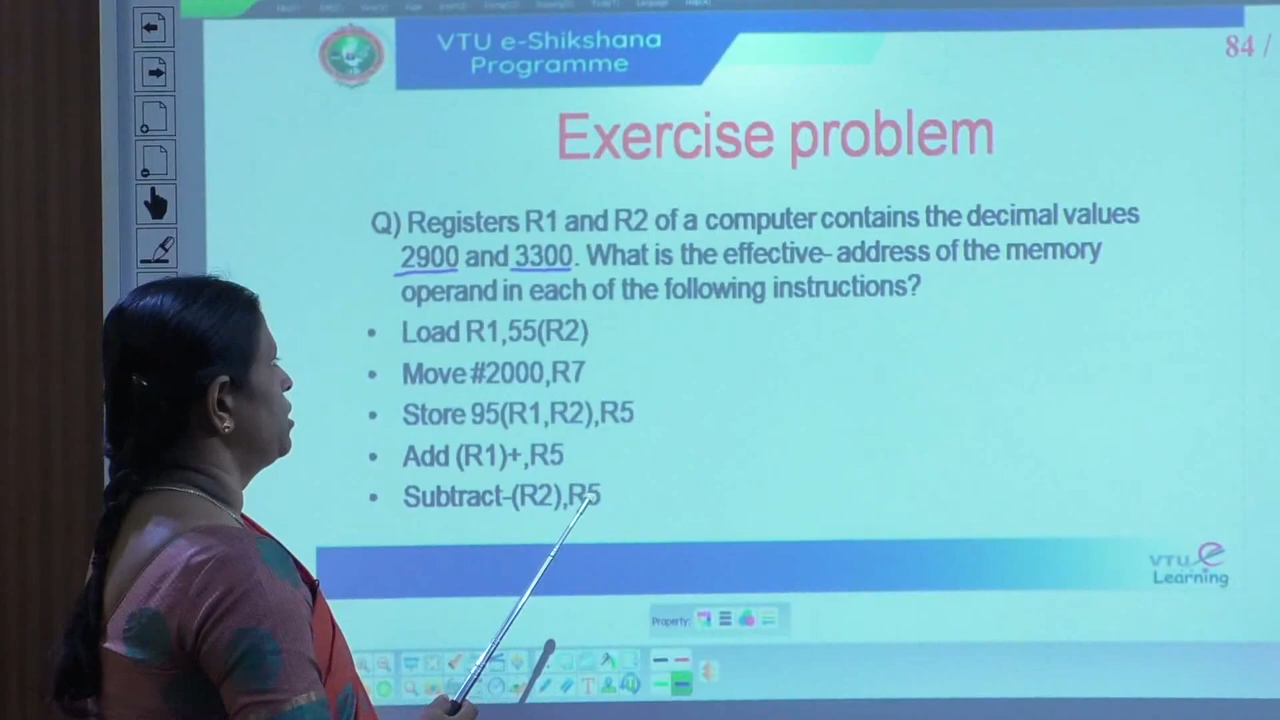 VTU e-Shikshana
Programme
84 /
Exercise problem
Q) Registers R1 and R2 of a computer contains the decimal values
2900 and 3300. What is the effective- address of the memory
operand in each of the following instructions?
• Load R1,55(R2)
• Move #2000,R7
• Store 95(R1,R2),R5
• Add (R1)+,R5
• Subtract-(R2),R5
VTU e
Learning
Property: